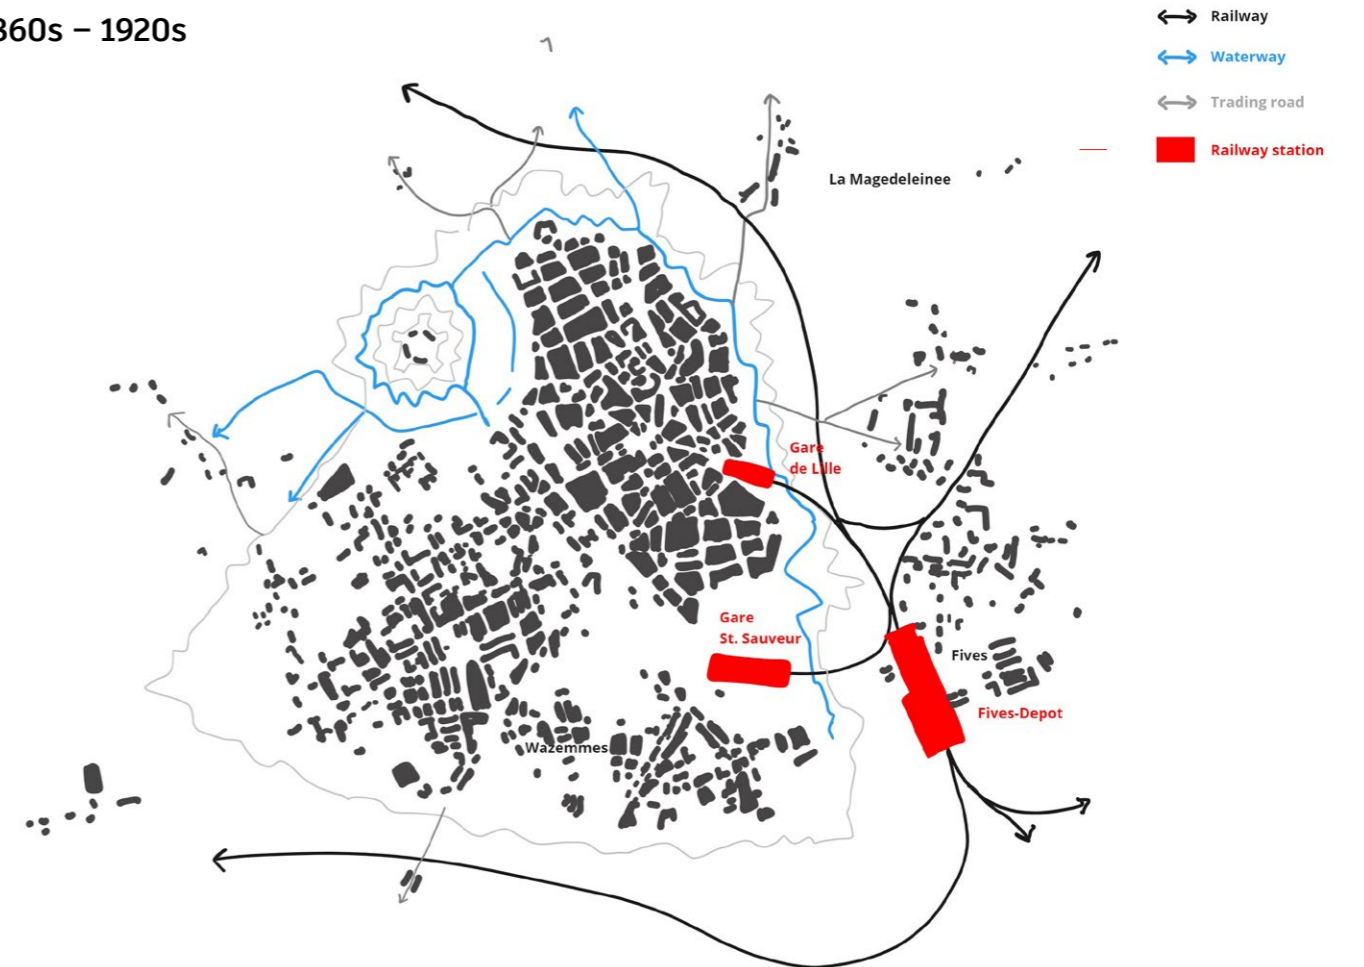 860s – 1920s
Railway
Waterway
Trading road
Railway station
La Magedeleinee
Gare
de Lille
Gare
St. Sauveur
Fives
Fives-Depot
Wazemmes